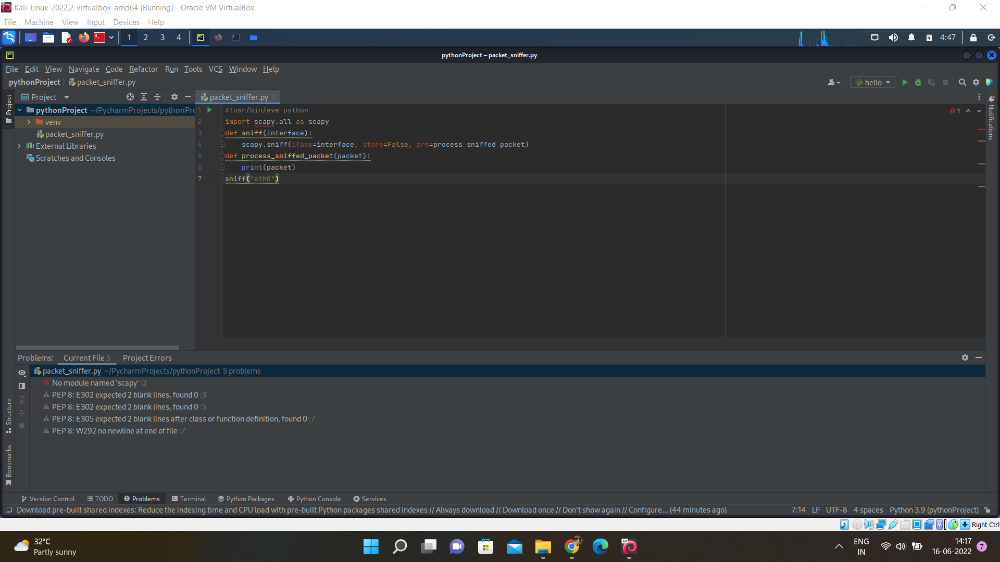 Kali-Linux-2022.2-virtualbox-amd64 [Running] - Oracle VM VirtualBox
File Machine View Input Devices Help
1 2 3 4
4:47
pythonProject – packet_sniffer.py
File Edit View Navigate Code Refactor Run Tools VCS Window Help
pythonProject packet_sniffer.py
hello
Project
Project
packet_sniffer.py
pythonProject ~/PycharmProjects/pythonPro
venv
packet_sniffer.py
External Libraries
Scratches and Consoles
1 #!usr/bin/eve python
2 import scapy.all as scapy
3 def sniff(interface):
4 scapy.sniff(iface=interface, store=False, prn=process_sniffed_packet)
5 def process_sniffed_packet(packet):
6 print(packet)
7 sniff("eth0")
1
Notifications
Problems: Current File 5 Project Errors
packet_sniffer.py ~/PycharmProjects/pythonProject 5 problems
No module named 'scapy' :2
PEP 8: E302 expected 2 blank lines, found 0 :3
PEP 8: E302 expected 2 blank lines, found 0 :5
PEP 8: E305 expected 2 blank lines after class or function definition, found 0 :7
PEP 8: W292 no newline at end of file :7
Structure
Bookmarks
Version Control TODO Problems Terminal Python Packages Python Console Services
Download pre-built shared indexes: Reduce the indexing time and CPU load with pre-built Python packages shared indexes // Always download // Download once // Don't show again // Configure... (44 minutes ago) 7:14 LF UTF-8 4 spaces Python 3.9 (pythonProject)
Right Ctrl
32°C
Partly sunny
ENG
IN
14:17
16-06-2022
7